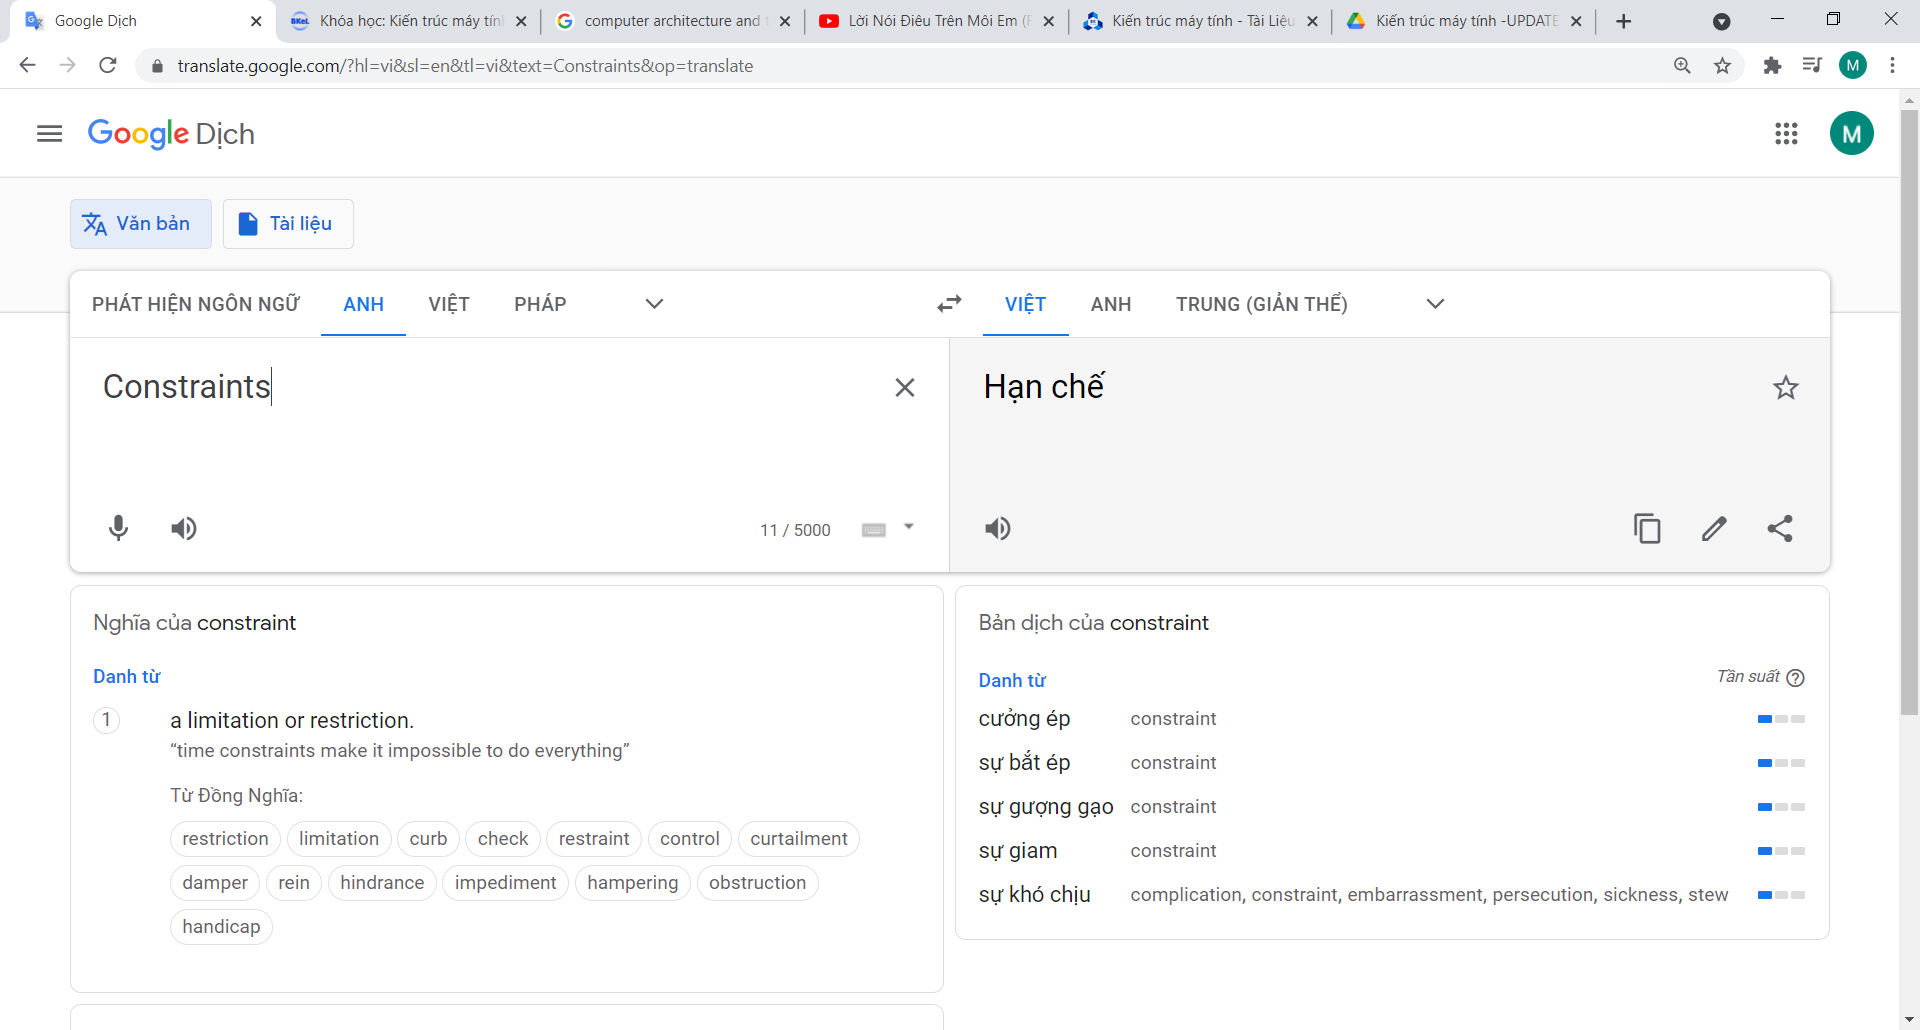 Google Dịch
Khóa học: Kiến trúc máy tín
computer architecture and
Lời Nói Điêu Trên Môi Em (
Kiến trúc máy tính - Tài Liệu
Kiến trúc máy tính -UPDATE
translate.google.com/?hl=vi&sl=en&tl=vi&text=Constraints&op=translate
M
Google Dịch
M
Văn bản
Tài liệu
PHÁT HIỆN NGÔN NGỮ
ANH
VIỆT
PHÁP
VIỆT
ANH
TRUNG (GIẢN THỂ)
Constraints
Hạn chế
11 / 5000
Nghĩa của constraint
Danh từ
1
a limitation or restriction.
“time constraints make it impossible to do everything”
Từ Đồng Nghĩa:
restriction limitation curb check restraint control curtailment
damper rein hindrance impediment hampering obstruction
handicap
Bản dịch của constraint
Danh từ
Tần suất
cưởng ép constraint
sự bắt ép constraint
sự gượng gạo constraint
sự giam constraint
sự khó chịu complication, constraint, embarrassment, persecution, sickness, stew